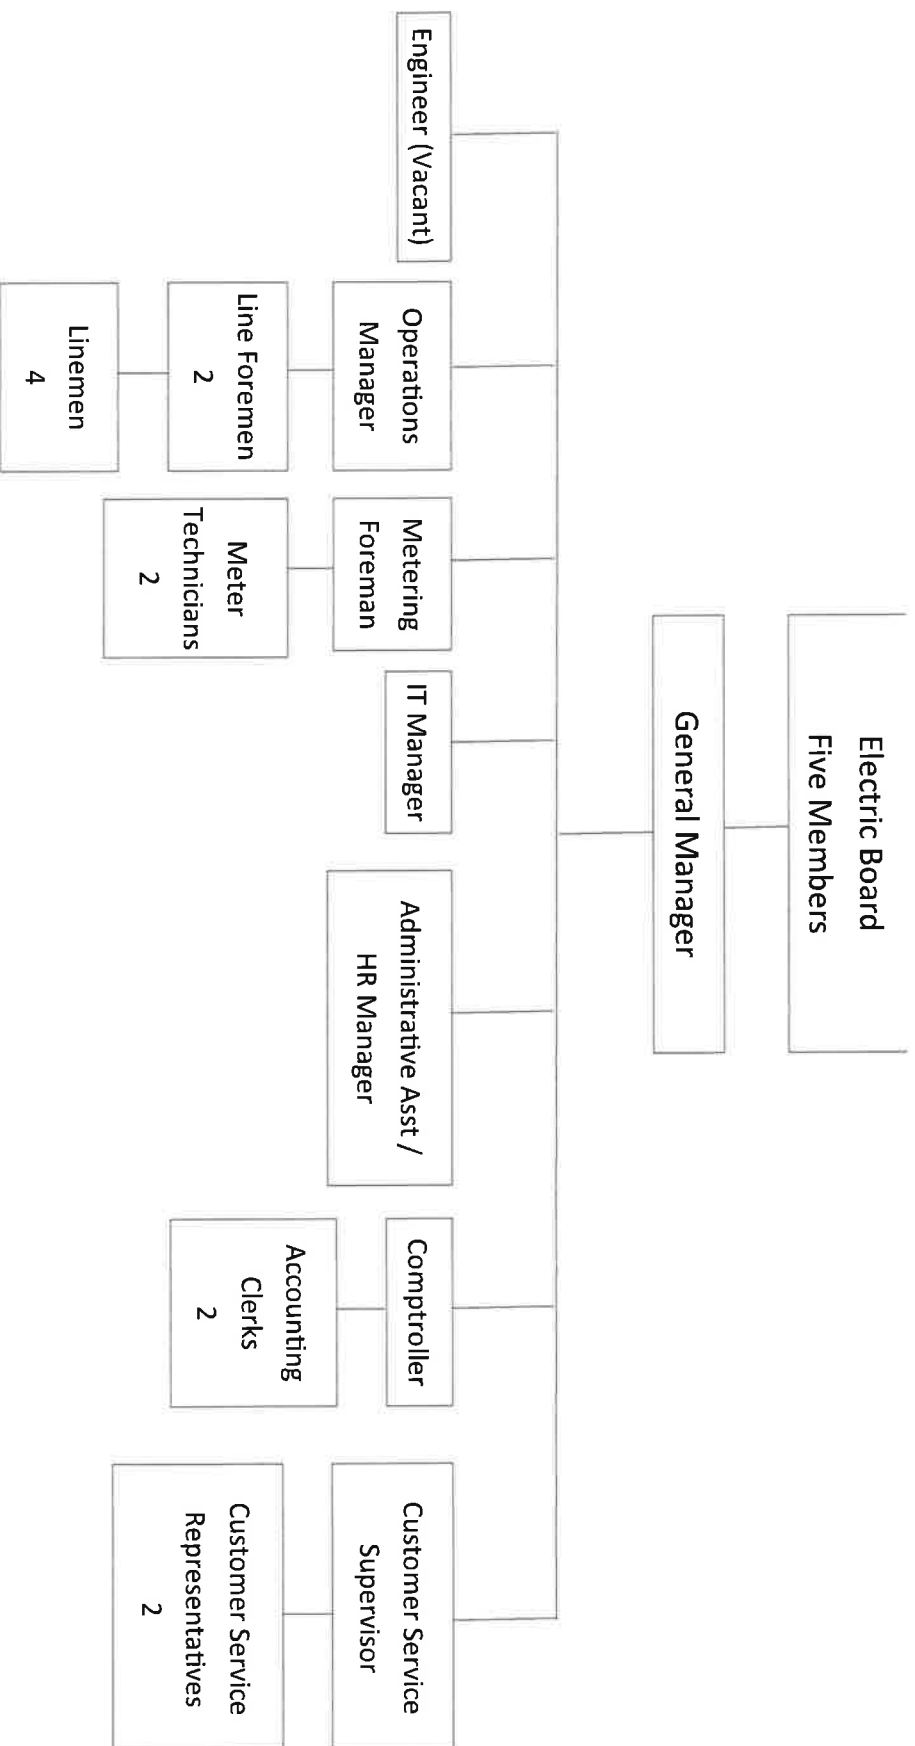 Electric Board
Five Members
General Manager
Engineer (Vacant)
Operations
Manager
Line Foremen
2
Linemen
4
Metering
Foreman
Meter
Technicians
2
IT Manager
Administrative Asst /
HR Manager
Comptroller
Accounting
Clerks
2
Customer Service
Supervisor
Customer Service
Representatives
2